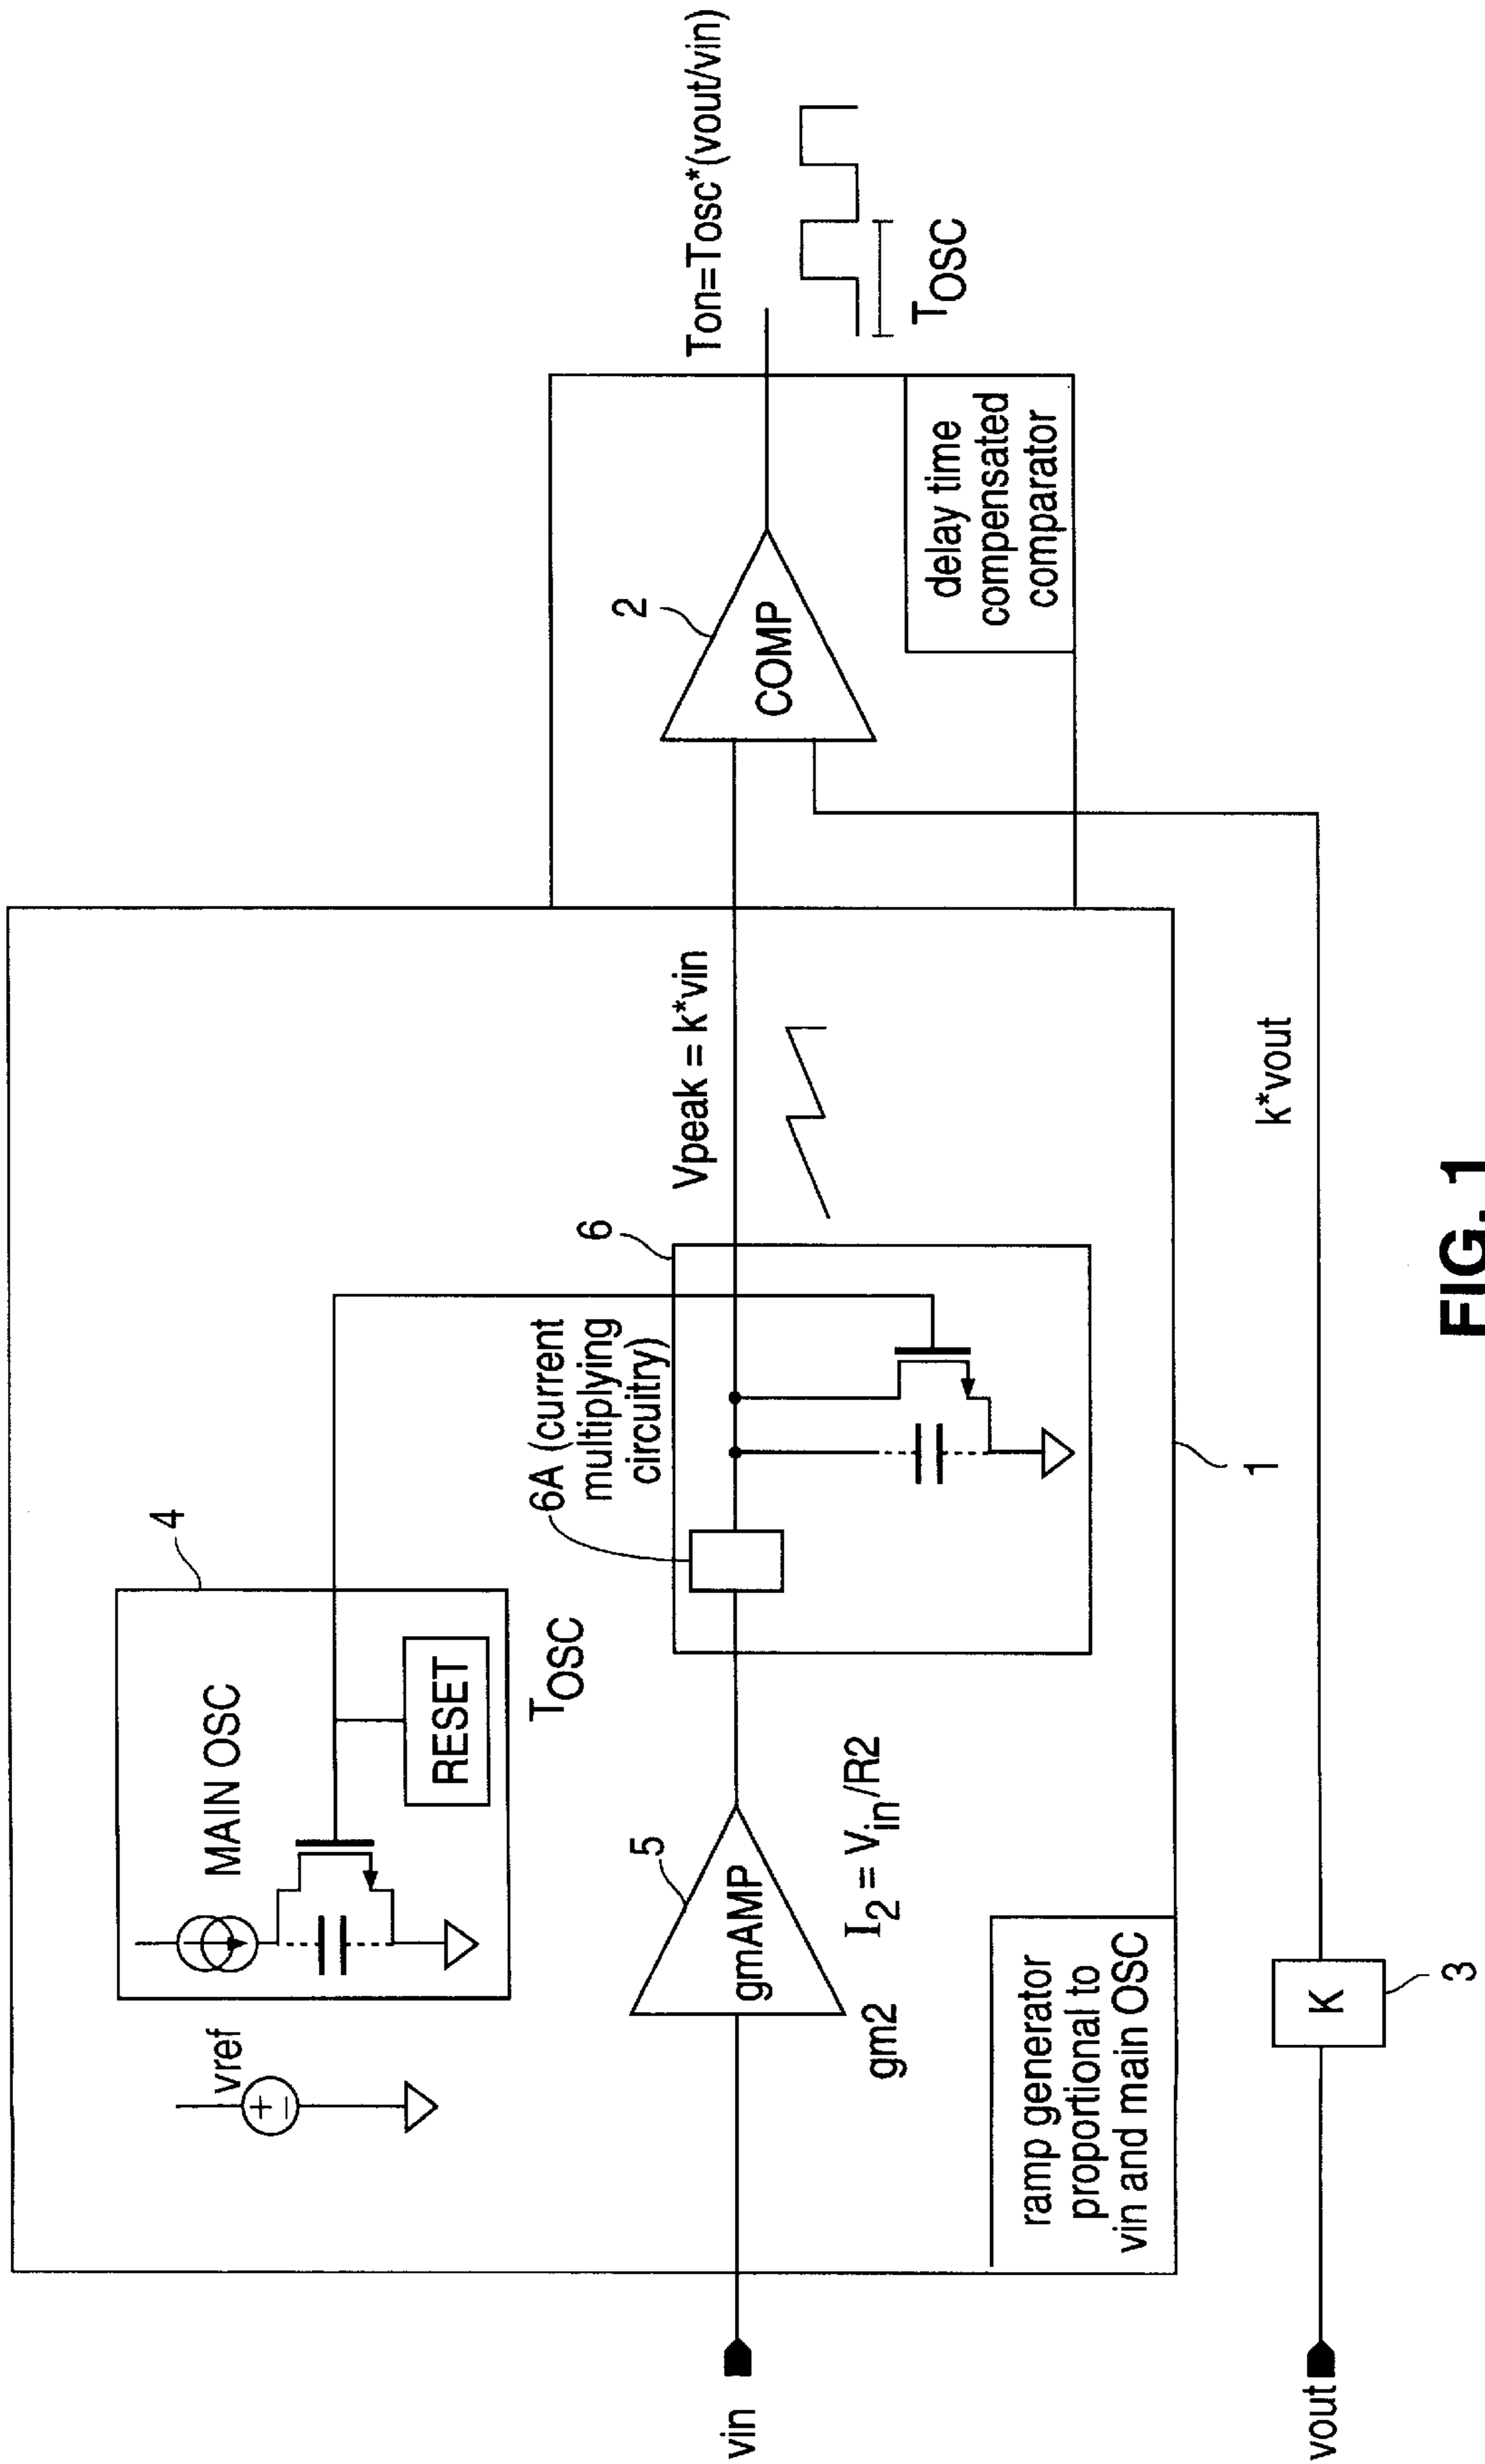 vin
vout
vref
MAIN OSC
RESET
4
TOSC
5
gmAMP
gm2
I2 = Vin/R2
ramp generator
proportional to
vin and main OSC
K
3
6A (current
multiplying
circuitry)
6
1
Vpeak = k*vin
k*vout
2
COMP
delay time
compensated
comparator
Ton=Tosc*(vout/vin)
TOSC
FIG. 1